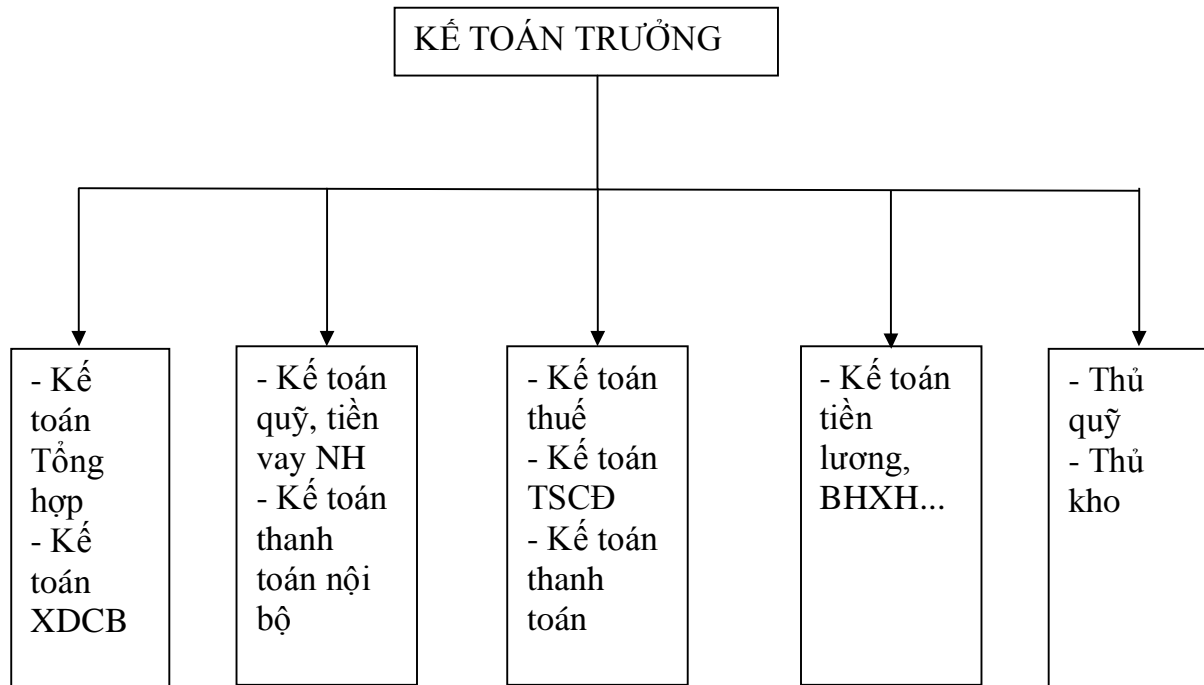 KẾ TOÁN TRƯỞNG
- Kế
toán
Tổng
hợp
- Kế
toán
XDCB
- Kế toán
quỹ, tiền
vay NH
- Kế toán
thanh
toán nội
bộ
- Kế toán
thuế
- Kế toán
TSCĐ
- Kế toán
thanh
toán
- Kế toán
tiền
lương,
BHXH...
- Thủ
quỹ
- Thủ
kho